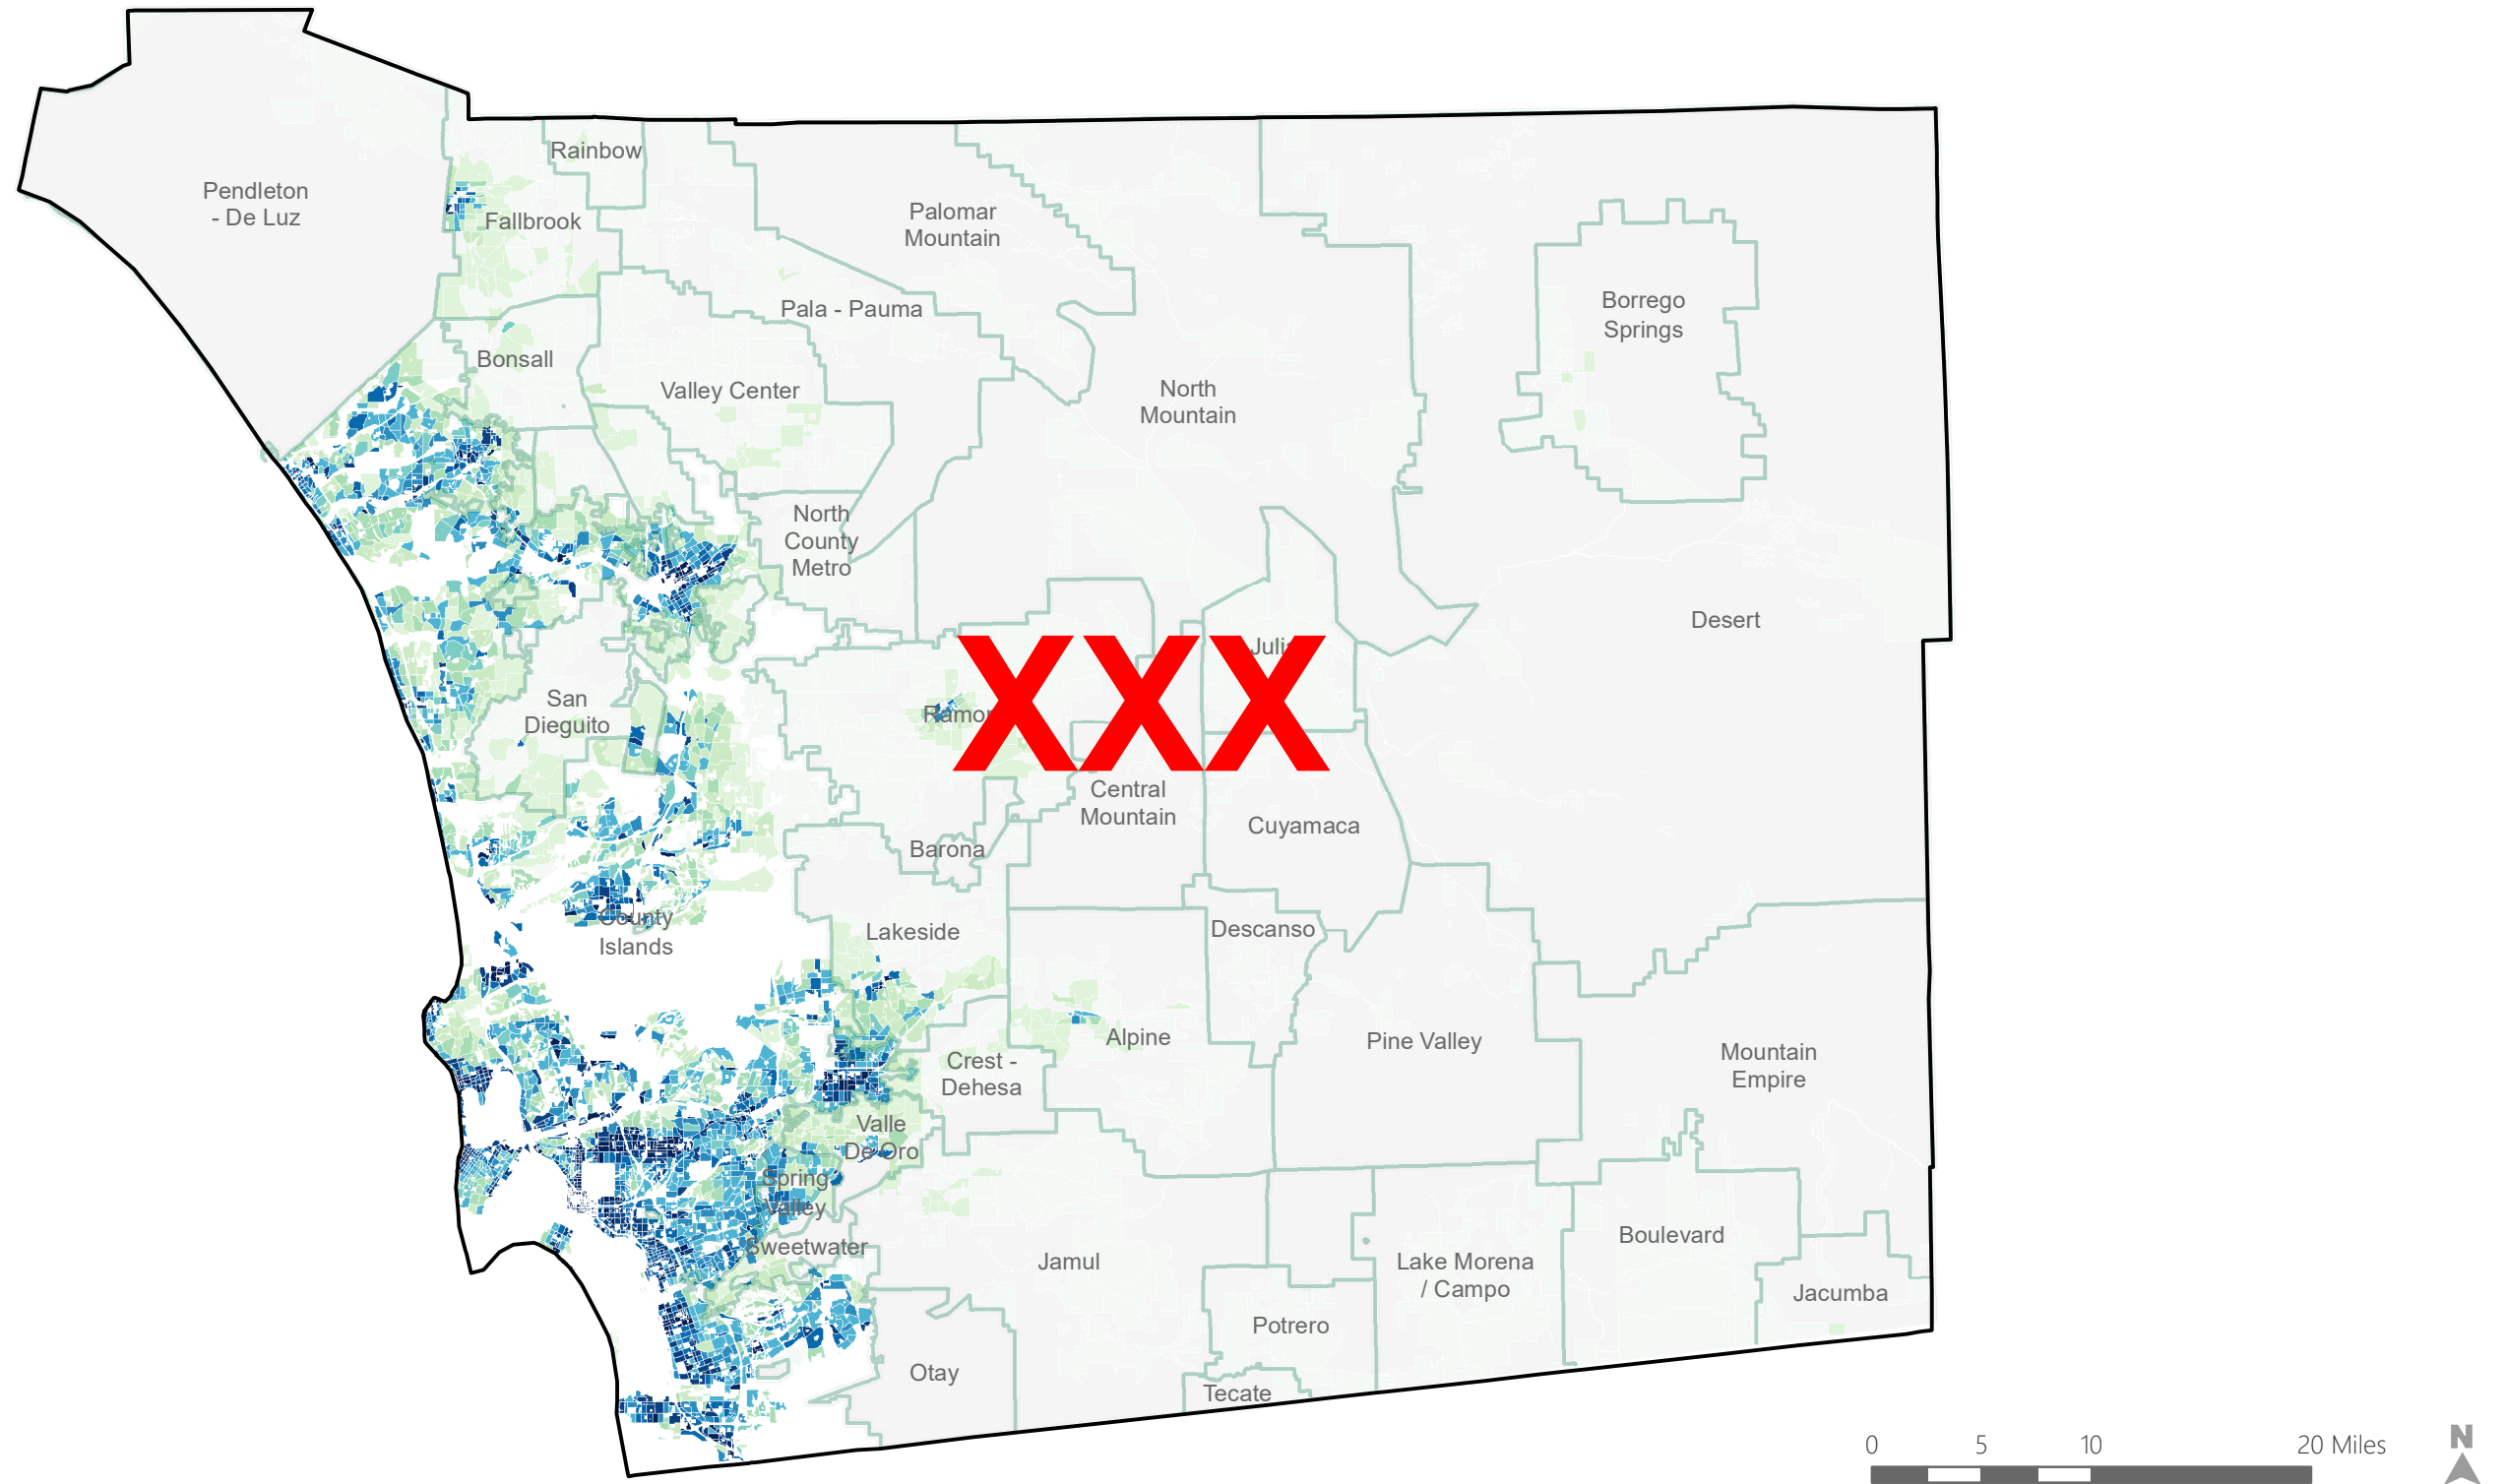 Rainbow
Pendleton
- De Luz
Fallbrook
Palomar
Mountain
Pala - Pauma
Borrego
Springs
Bonsall
Valley Center
North
Mountain
North
County
Metro
Desert
XXX
San
Dieguito
Central
Mountain
Cuyamaca
Barona
County
Islands
Lakeside
Descanso
Alpine
Pine Valley
Crest -
Dehesa
Mountain
Empire
Valle
De Oro
Spring
Valley
Sweetwater
Jamul
Lake Morena
/ Campo
Boulevard
Jacumba
Potrero
Otay
Tecate
0 5 10 20 Miles
N